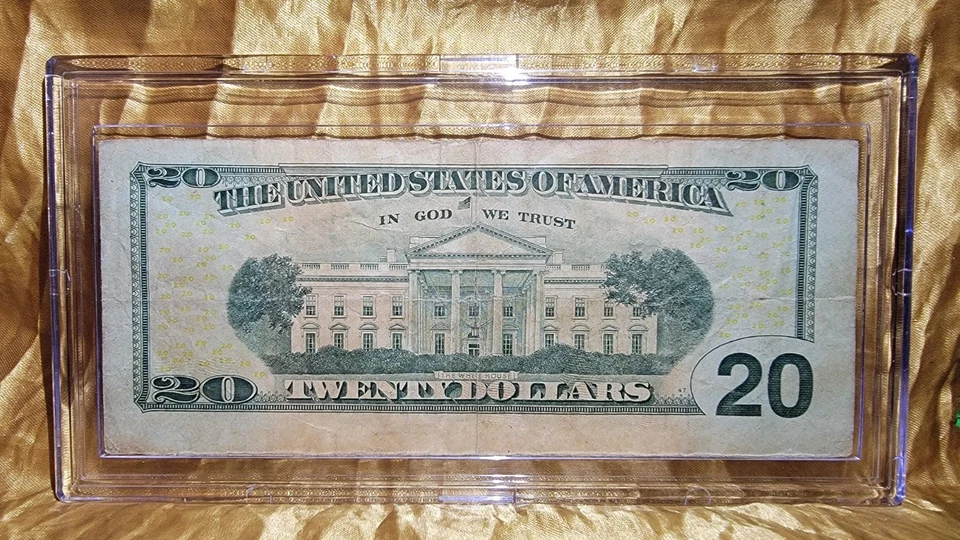 20 THE UNITED STATES OF AMERICA 20
IN GOD WE TRUST
THE WHITE HOUSE
20 TWENTY DOLLARS 20